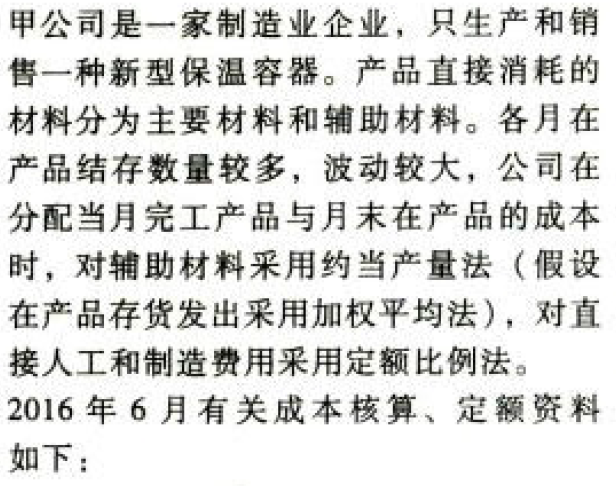 甲公司是一家制造业企业，只生产和销
售一种新型保温容器。产品直接消耗的
材料分为主要材料和辅助材料。各月在
产品结存数量较多，波动较大，公司在
分配当月完工产品与月末在产品的成本
时，对辅助材料采用约当产量法（假设
在产品存货发出采用加权平均法），对直
接人工和制造费用采用定额比例法。
2016 年 6 月有关成本核算、定额资料
如下：